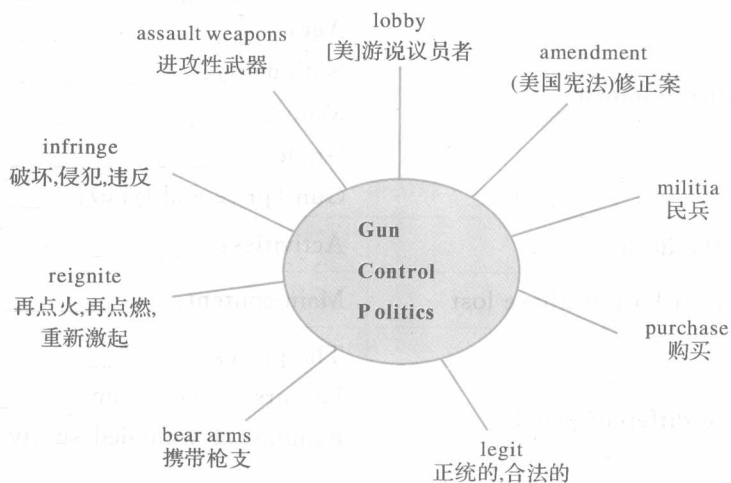 lobby
[美]游说议员者
assault weapons
进攻性武器
amendment
(美国宪法)修正案
infringe
破坏,侵犯,违反
militia
民兵
Gun
Control
Politics
reignite
再点火,再点燃,
重新激起
purchase
购买
bear arms
携带枪支
legit
正统的,合法的